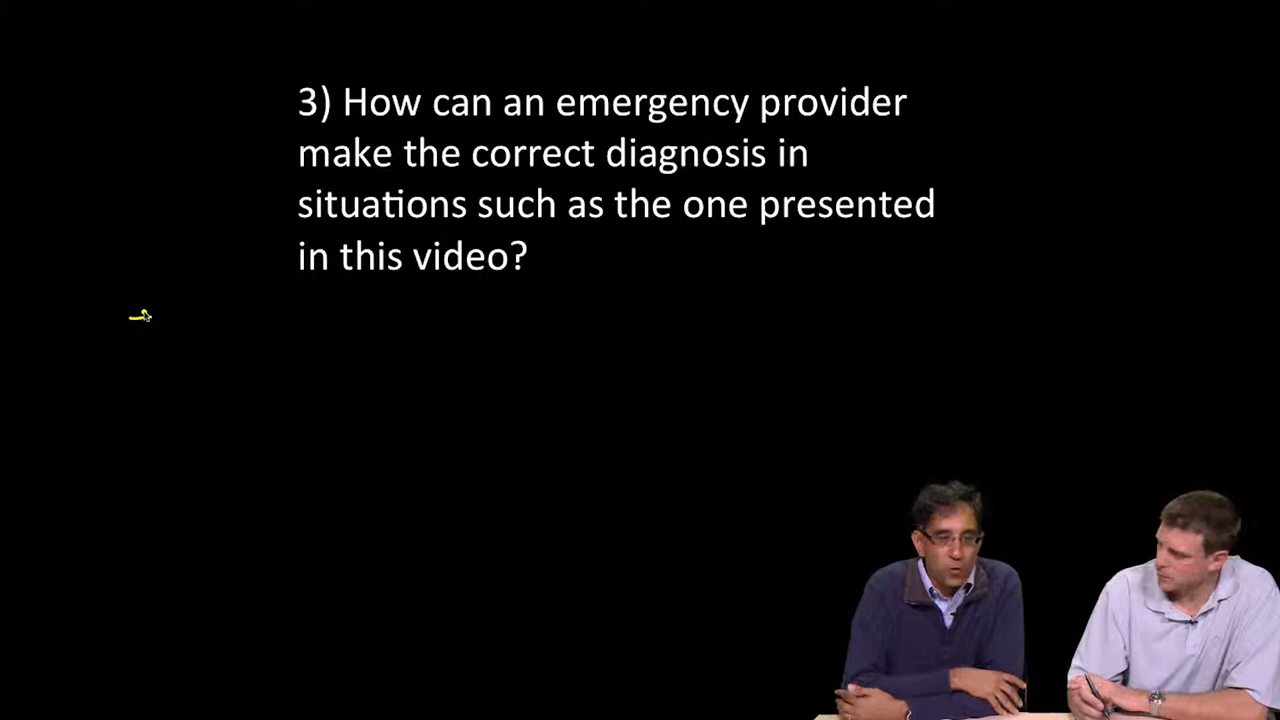 3) How can an emergency provider
make the correct diagnosis in
situations such as the one presented
in this video?